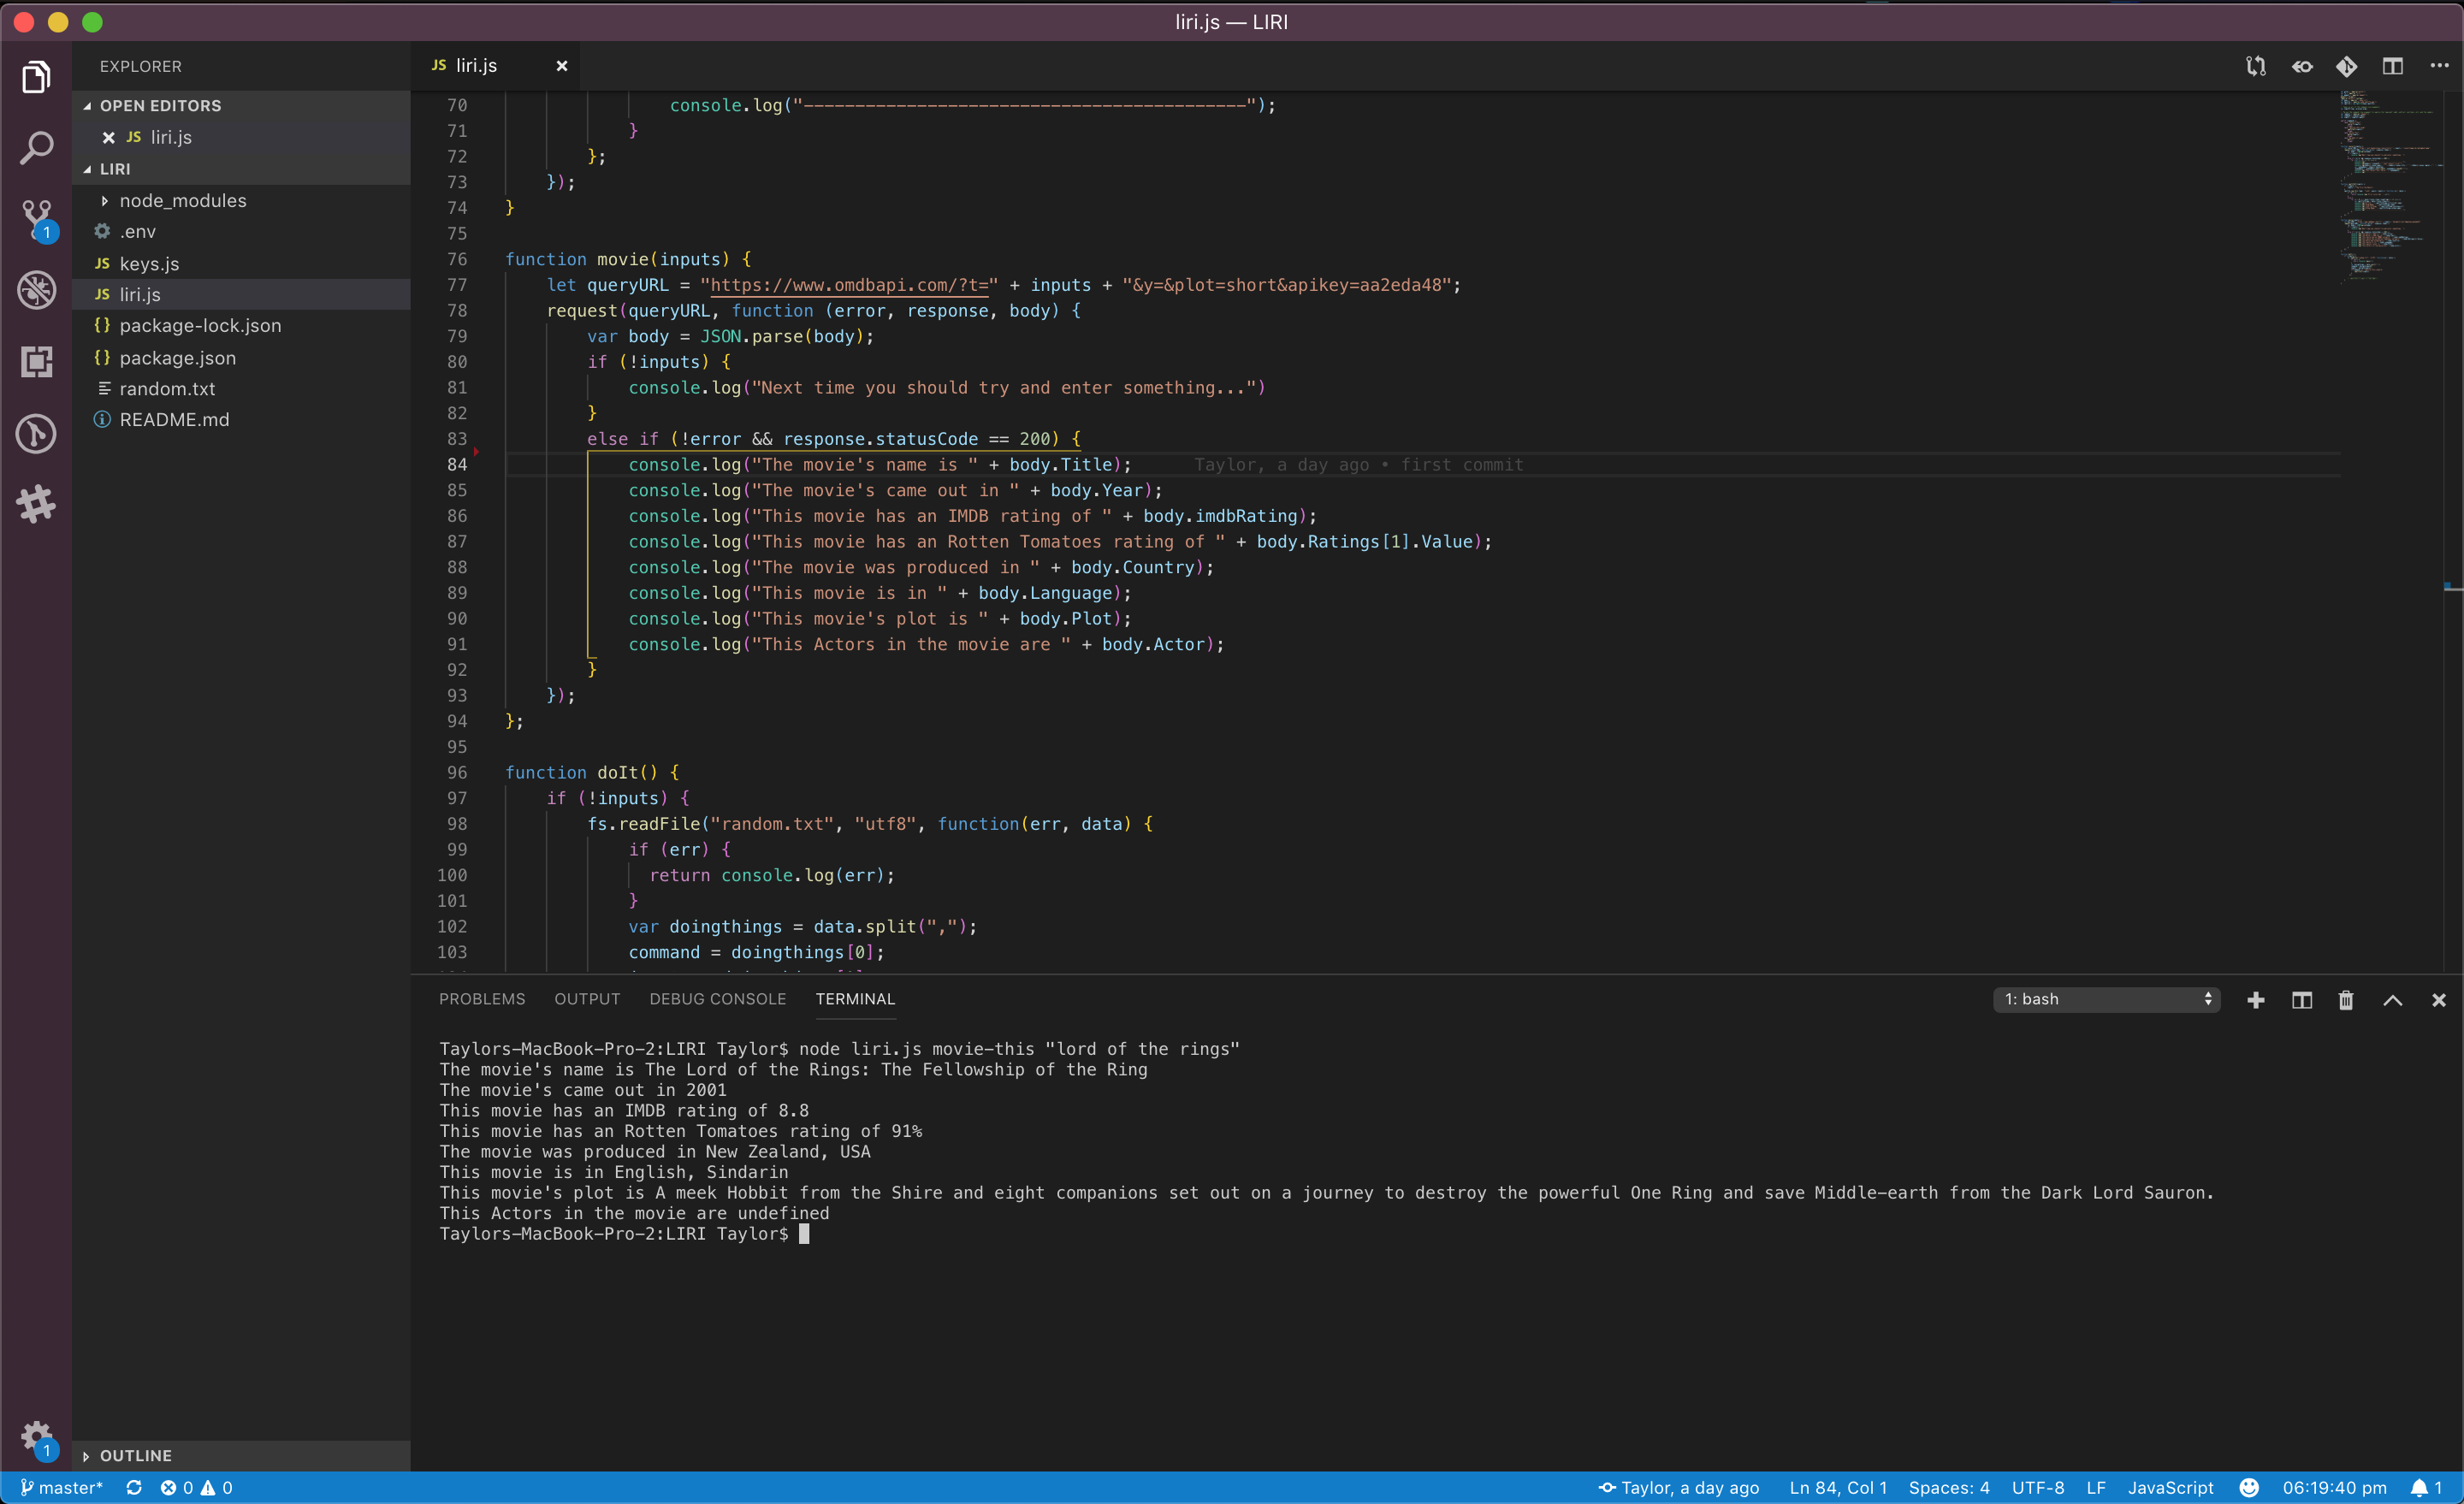 liri.js — LIRI
EXPLORER
OPEN EDITORS
JS liri.js
LIRI
node_modules
.env
JS keys.js
JS liri.js
{} package-lock.json
{} package.json
random.txt
README.md
OUTLINE
JS liri.js
70 console.log("-------------------------------------------");
71 }
72 };
73 });
74 }
75
76 function movie(inputs) {
77 let queryURL = "https://www.omdbapi.com/?t=" + inputs + "&y=&plot=short&apikey=aa2eda48";
78 request(queryURL, function (error, response, body) {
79 var body = JSON.parse(body);
80 if (!inputs) {
81 console.log("Next time you should try and enter something...")
82 }
83 else if (!error && response.statusCode == 200) {
84 console.log("The movie's name is " + body.Title); Taylor, a day ago • first commit
85 console.log("The movie's came out in " + body.Year);
86 console.log("This movie has an IMDB rating of " + body.imdbRating);
87 console.log("This movie has an Rotten Tomatoes rating of " + body.Ratings[1].Value);
88 console.log("The movie was produced in " + body.Country);
89 console.log("This movie is in " + body.Language);
90 console.log("This movie's plot is " + body.Plot);
91 console.log("This Actors in the movie are " + body.Actor);
92 }
93 });
94 };
95
96 function doIt() {
97 if (!inputs) {
98 fs.readFile("random.txt", "utf8", function(err, data) {
99 if (err) {
100 return console.log(err);
101 }
102 var doingthings = data.split(",");
103 command = doingthings[0];
PROBLEMS OUTPUT DEBUG CONSOLE TERMINAL 1: bash
Taylors-MacBook-Pro-2:LIRI Taylor$ node liri.js movie-this "lord of the rings"
The movie's name is The Lord of the Rings: The Fellowship of the Ring
The movie's came out in 2001
This movie has an IMDB rating of 8.8
This movie has an Rotten Tomatoes rating of 91%
The movie was produced in New Zealand, USA
This movie is in English, Sindarin
This movie's plot is A meek Hobbit from the Shire and eight companions set out on a journey to destroy the powerful One Ring and save Middle-earth from the Dark Lord Sauron.
This Actors in the movie are undefined
Taylors-MacBook-Pro-2:LIRI Taylor$
1
1
master* 0 0 Taylor, a day ago Ln 84, Col 1 Spaces: 4 UTF-8 LF JavaScript 06:19:40 pm 1